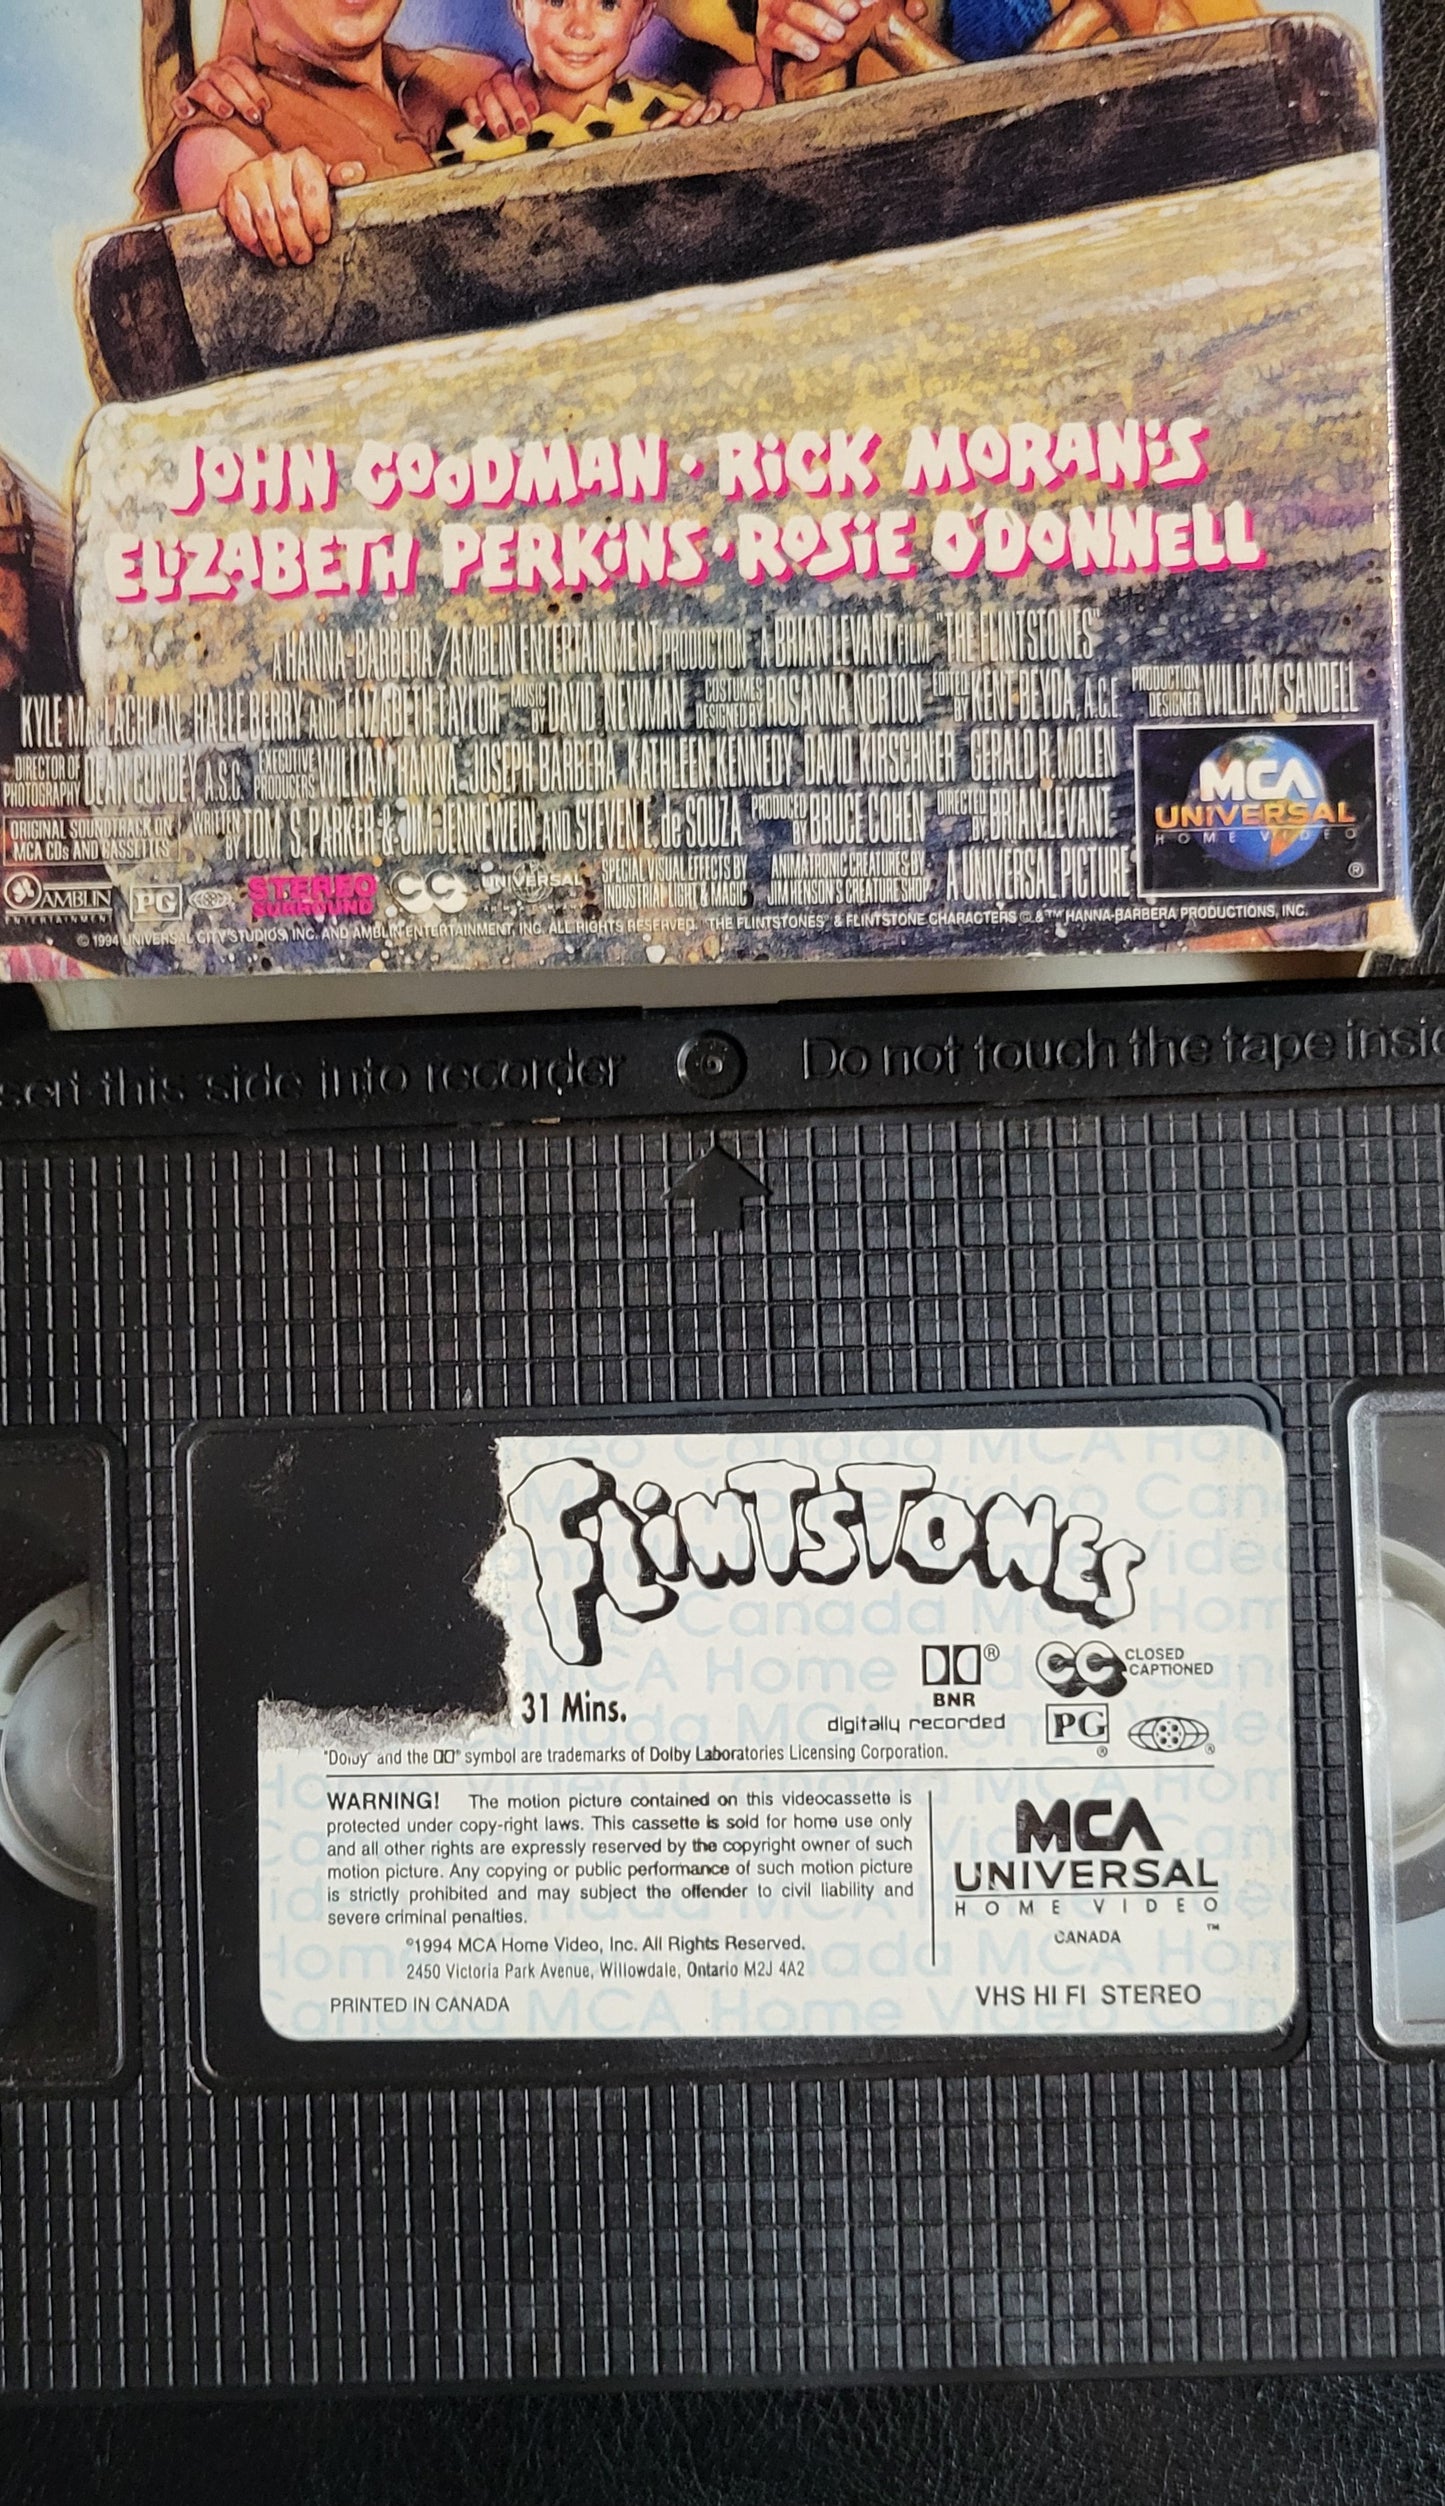 JOHN GOODMAN · RICK MORANIS
ELIZABETH PERKINS · ROSIE O'DONNELL
A HANNA-BARBERA/AMBLIN ENTERTAINMENT PRODUCTION A BRIAN LEVANT FILM "THE FLINTSTONES"
KYLE MACLACHLAN, HALLE BERRY AND ELIZABETH TAYLOR MUSIC BY DAVID NEWMAN COSTUMES DESIGNED BY ROSANNA NORTON EDITED BY KENT BEYDA, A.C.E. PRODUCTION DESIGNER WILLIAM SANDELL
DIRECTOR OF PHOTOGRAPHY DEAN CUNDEY, A.S.C. EXECUTIVE PRODUCERS WILLIAM HANNA, JOSEPH BARBERA, KATHLEEN KENNEDY, DAVID KIRSCHNER, GERALD R. MOLEN
WRITTEN BY TOM S. PARKER & JIM JENNEWEIN AND STEVEN E. de SOUZA PRODUCED BY BRUCE COHEN DIRECTED BY BRIAN LEVANT
ORIGINAL SOUNDTRACK ON
MCA CDs AND CASSETTES
SPECIAL VISUAL EFFECTS BY
INDUSTRIAL LIGHT & MAGIC
ANIMATRONIC CREATURES BY
JIM HENSON'S CREATURE SHOP
A UNIVERSAL PICTURE
MCA
UNIVERSAL
HOME VIDEO
®
AMBLIN
ENTERTAINMENT
PG
STEREO
SURROUND
CC
UNIVERSAL
© 1994 UNIVERSAL CITY STUDIOS, INC. AND AMBLIN ENTERTAINMENT, INC. ALL RIGHTS RESERVED. "THE FLINTSTONES" & FLINTSTONE CHARACTERS © & ™ HANNA-BARBERA PRODUCTIONS, INC.
sert this side into recorder
Do not touch the tape insid
FLINTSTONES
31 Mins.
®
BNR
digitally recorded
CC CLOSED
CAPTIONED
PG
®
®
"Dolby" and the DD" symbol are trademarks of Dolby Laboratories Licensing Corporation.
WARNING! The motion picture contained on this videocassette is
protected under copy-right laws. This cassette is sold for home use only
and all other rights are expressly reserved by the copyright owner of such
motion picture. Any copying or public performance of such motion picture
is strictly prohibited and may subject the offender to civil liability and
severe criminal penalties.
©1994 MCA Home Video, Inc. All Rights Reserved.
2450 Victoria Park Avenue, Willowdale, Ontario M2J 4A2
PRINTED IN CANADA
MCA
UNIVERSAL
HOME VIDEO
™
CANADA
VHS HI FI STEREO